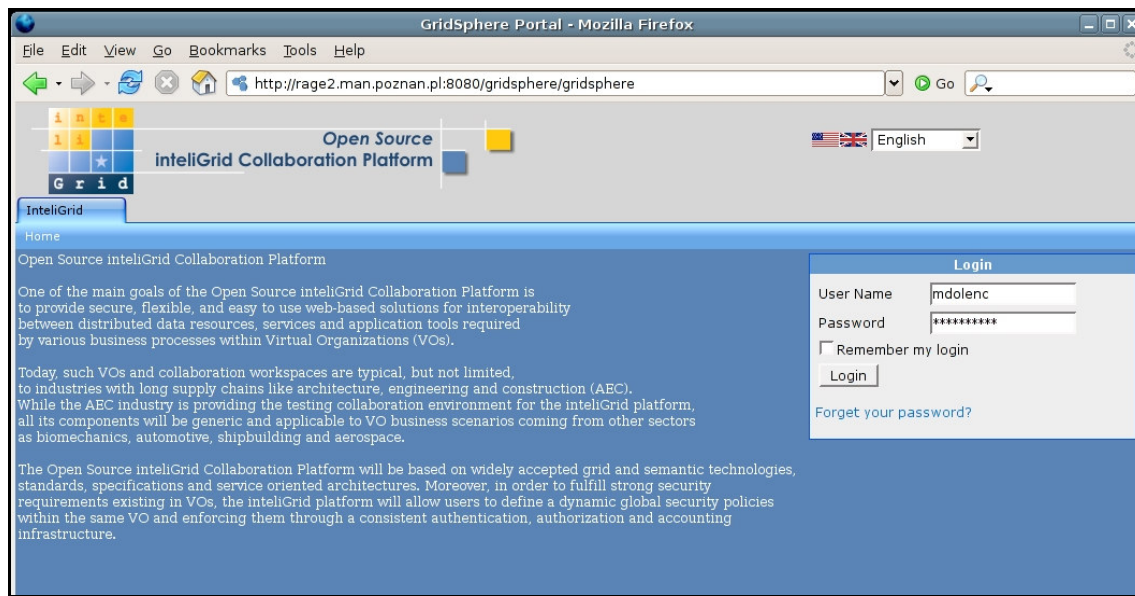 GridSphere Portal - Mozilla Firefox
File Edit View Go Bookmarks Tools Help
http://rage2.man.poznan.pl:8080/gridsphere/gridsphere
Go
inte
li
Grid
Open Source
inteliGrid Collaboration Platform
English
InteliGrid
Home
Open Source inteliGrid Collaboration Platform
One of the main goals of the Open Source inteliGrid Collaboration Platform is
to provide secure, flexible, and easy to use web-based solutions for interoperability
between distributed data resources, services and application tools required
by various business processes within Virtual Organizations (VOs).
Today, such VOs and collaboration workspaces are typical, but not limited,
to industries with long supply chains like architecture, engineering and construction (AEC).
While the AEC industry is providing the testing collaboration environment for the inteliGrid platform,
all its components will be generic and applicable to VO business scenarios coming from other sectors
as biomechanics, automotive, shipbuilding and aerospace.
The Open Source inteliGrid Collaboration Platform will be based on widely accepted grid and semantic technologies,
standards, specifications and service oriented architectures. Moreover, in order to fulfill strong security
requirements existing in VOs, the inteliGrid platform will allow users to define a dynamic global security policies
within the same VO and enforcing them through a consistent authentication, authorization and accounting
infrastructure.
Login
User Name mdolenc
Password **********
Remember my login
Login
Forget your password?